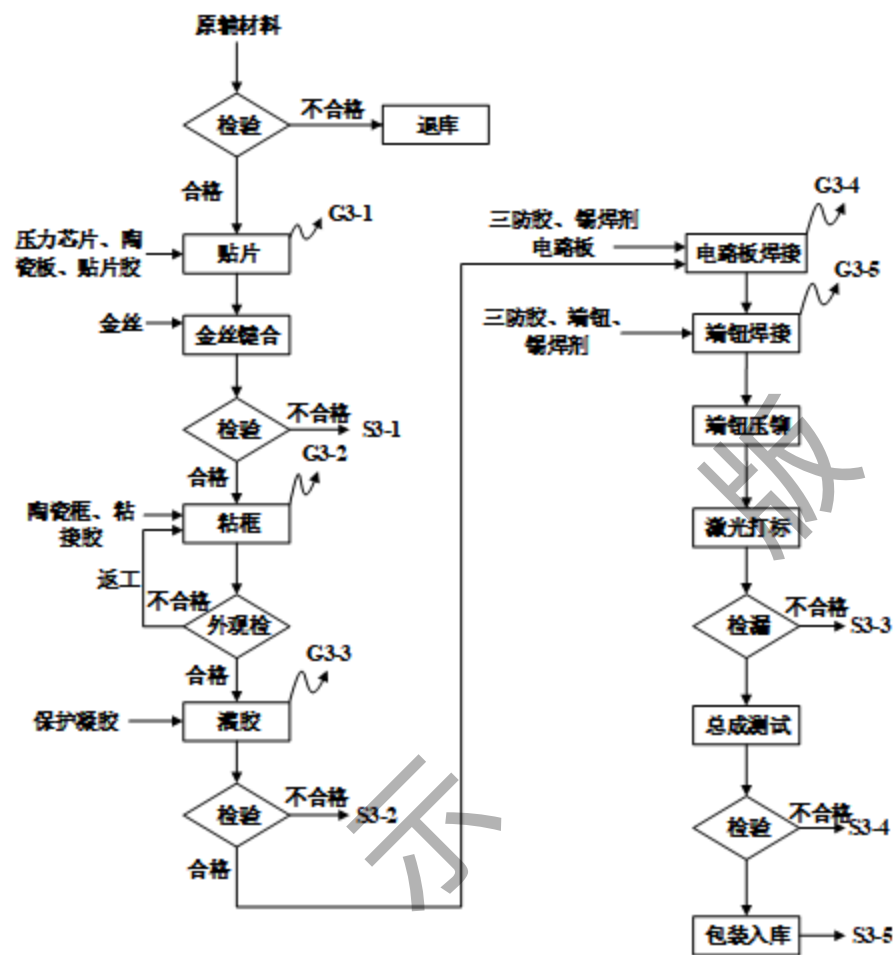 原辅材料
检验
不合格
退库
合格
G3-1
压力芯片、陶
瓷板、贴片胶
贴片
金丝
金丝键合
检验
不合格
S3-1
合格
G3-2
陶瓷框、粘
接胶
粘框
返工
不合格
外观检
合格
G3-3
保护凝胶
灌胶
检验
不合格
S3-2
合格
G3-4
三防胶、锡焊剂
电路板
电路板焊接
G3-5
三防胶、端钮、
锡焊剂
端钮焊接
端钮压铆
激光打标
检漏
不合格
S3-3
总成测试
检验
不合格
S3-4
包装入库
S3-5
示
版